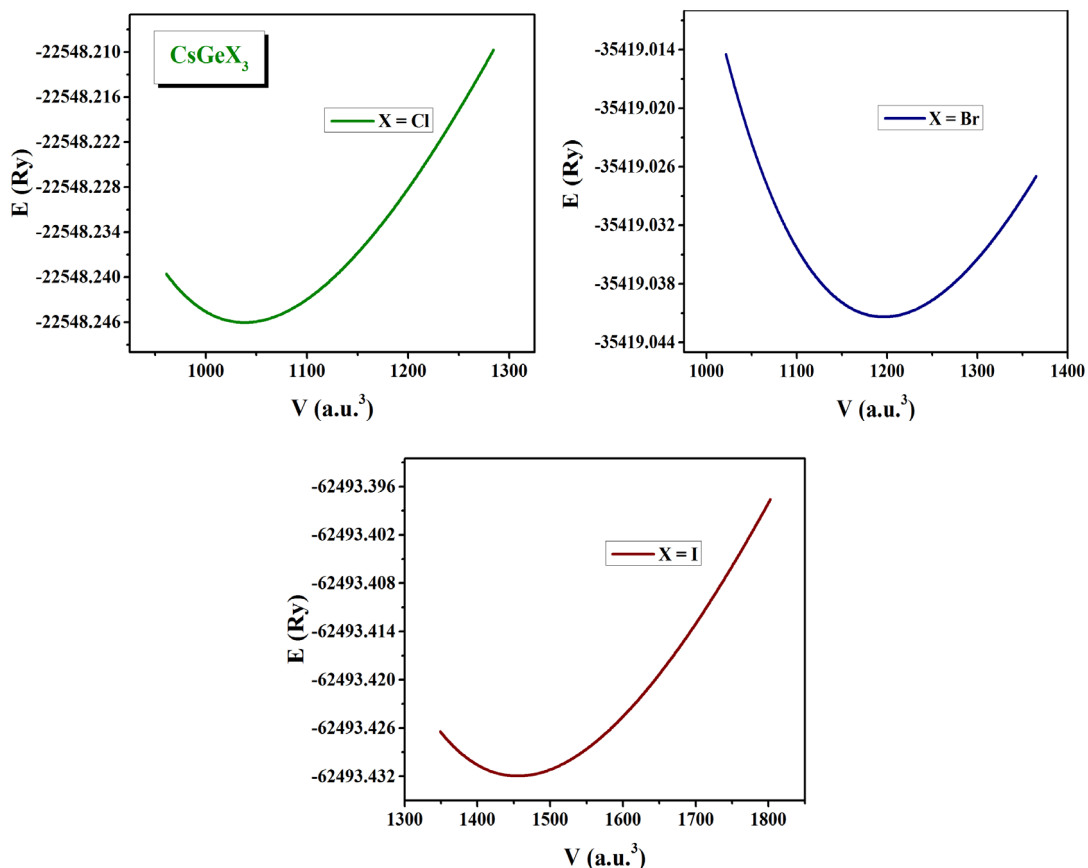 CsGeX₃
X = Cl
E (Ry)
-22548.210
-22548.216
-22548.222
-22548.228
-22548.234
-22548.240
-22548.246
1000 1100 1200 1300
V (a.u.³)
X = Br
E (Ry)
-35419.014
-35419.020
-35419.026
-35419.032
-35419.038
-35419.044
1000 1100 1200 1300 1400
V (a.u.³)
X = I
E (Ry)
-62493.396
-62493.402
-62493.408
-62493.414
-62493.420
-62493.426
-62493.432
1300 1400 1500 1600 1700 1800
V (a.u.³)